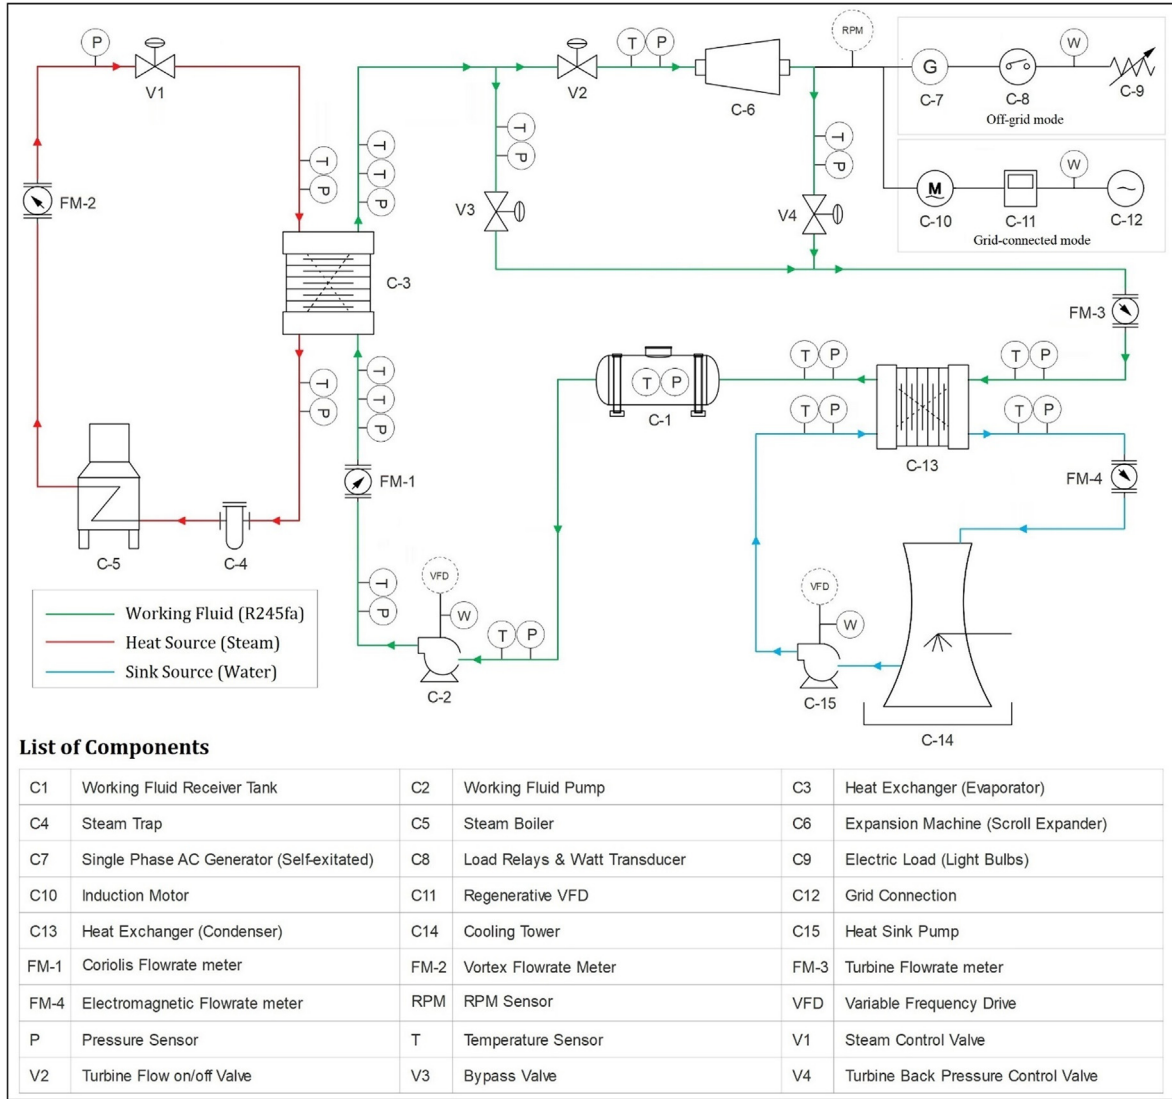 P
V1
FM-2
T
P
T
T
P
V2
T P
C-6
RPM
G
C-7
C-8
W
C-9
Off-grid mode
T
P
V3
T
P
V4
M
C-10
C-11
W
C-12
Grid-connected mode
C-3
FM-3
T
P
T
T
P
FM-1
T P
C-1
T P
T P
T P
T P
C-13
FM-4
C-5
C-4
T
P
VFD
W
C-2
T P
VFD
W
C-15
C-14
Working Fluid (R245fa)
Heat Source (Steam)
Sink Source (Water)
List of Components
C1 Working Fluid Receiver Tank C2 Working Fluid Pump C3 Heat Exchanger (Evaporator)
C4 Steam Trap C5 Steam Boiler C6 Expansion Machine (Scroll Expander)
C7 Single Phase AC Generator (Self-exitated) C8 Load Relays & Watt Transducer C9 Electric Load (Light Bulbs)
C10 Induction Motor C11 Regenerative VFD C12 Grid Connection
C13 Heat Exchanger (Condenser) C14 Cooling Tower C15 Heat Sink Pump
FM-1 Coriolis Flowrate meter FM-2 Vortex Flowrate Meter FM-3 Turbine Flowrate meter
FM-4 Electromagnetic Flowrate meter RPM RPM Sensor VFD Variable Frequency Drive
P Pressure Sensor T Temperature Sensor V1 Steam Control Valve
V2 Turbine Flow on/off Valve V3 Bypass Valve V4 Turbine Back Pressure Control Valve